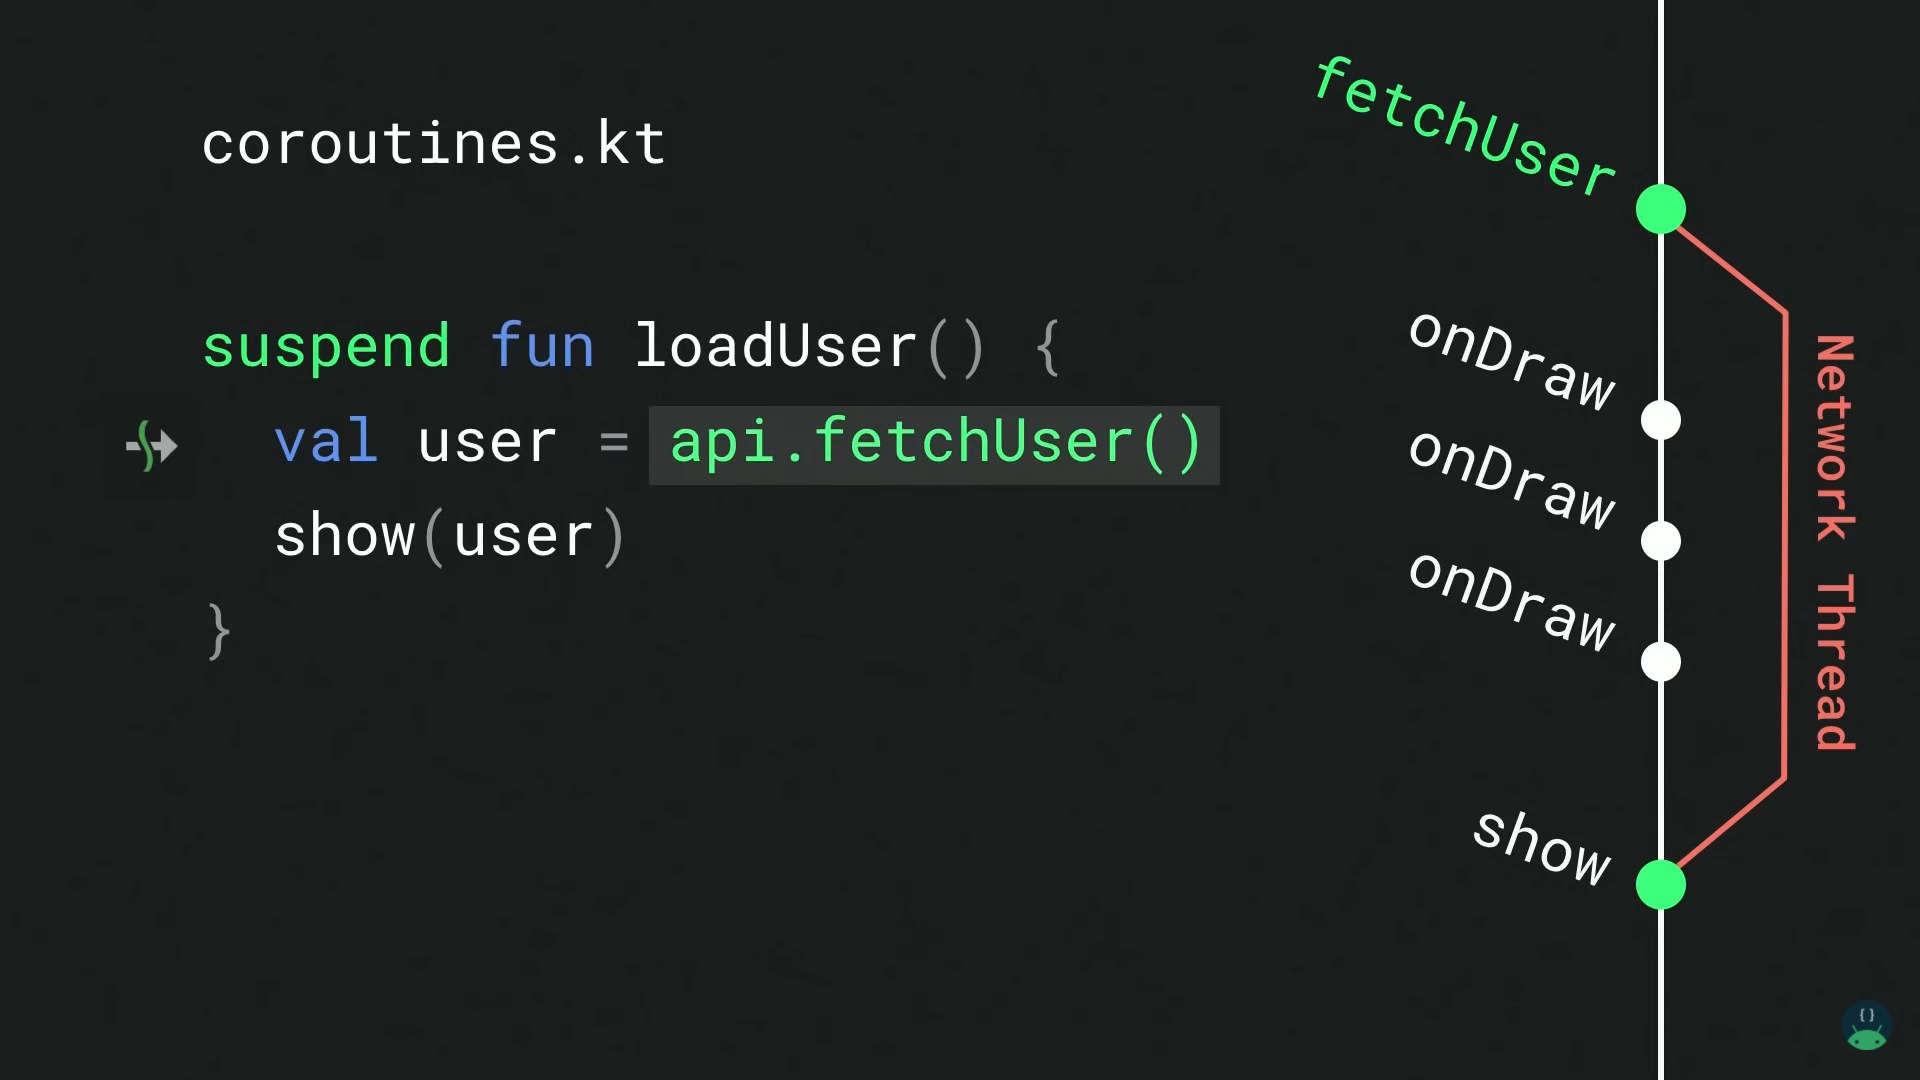 coroutines.kt
suspend fun loadUser() {
val user = api.fetchUser()
show(user)
}
fetchUser
onDraw
onDraw
onDraw
show
Network Thread
{}